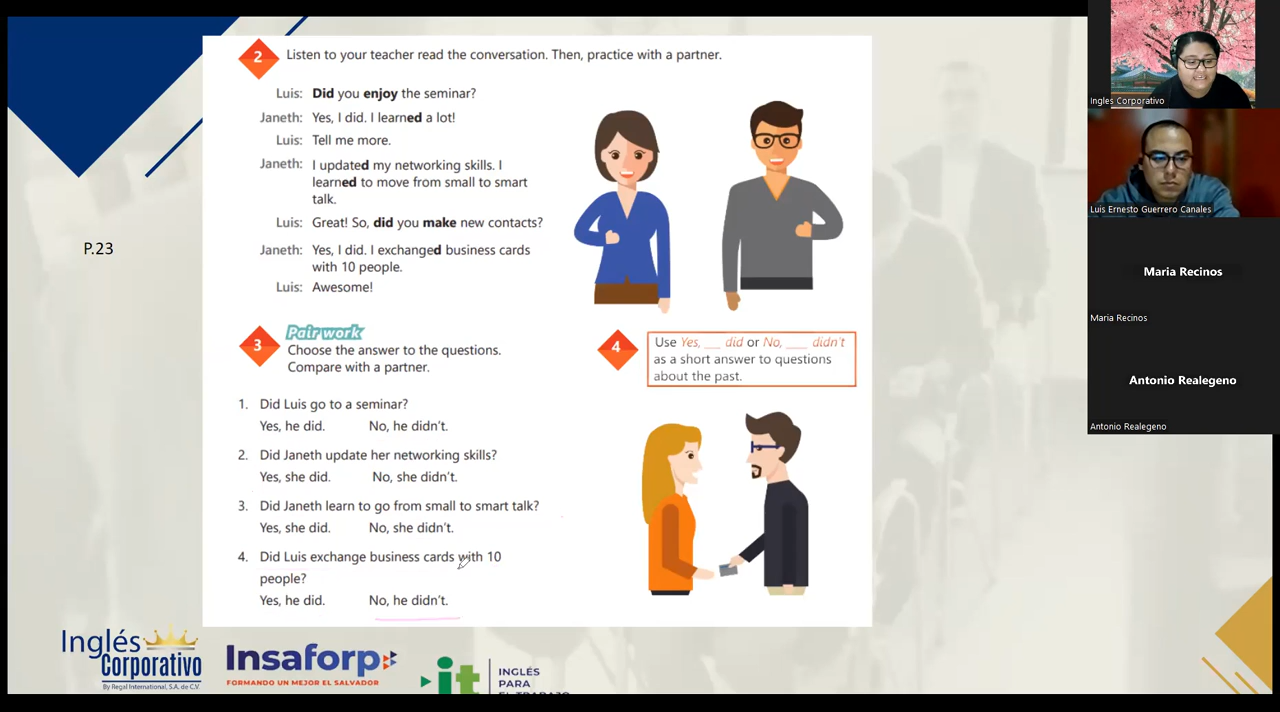 2 Listen to your teacher read the conversation. Then, practice with a partner.
Luis: Did you enjoy the seminar?
Janeth: Yes, I did. I learned a lot!
Luis: Tell me more.
Janeth: I updated my networking skills. I
learned to move from small to smart
talk.
Luis: Great! So, did you make new contacts?
Janeth: Yes, I did. I exchanged business cards
with 10 people.
Luis: Awesome!
P.23
3 Pair work
Choose the answer to the questions.
Compare with a partner.
1. Did Luis go to a seminar?
Yes, he did. No, he didn't.
2. Did Janeth update her networking skills?
Yes, she did. No, she didn't.
3. Did Janeth learn to go from small to smart talk?
Yes, she did. No, she didn't.
4. Did Luis exchange business cards with 10
people?
Yes, he did. No, he didn't.
4 Use Yes, __ did or No, ___ didn't
as a short answer to questions
about the past.
Inglés
Corporativo
By Regal International, S.A. de C.V.
Insaforp
FORMANDO UN MEJOR EL SALVADOR
it
INGLÉS
PARA
EL TRABAJO
Ingles Corporativo
Luis Ernesto Guerrero Canales
Maria Recinos
Maria Recinos
Antonio Realegeno
Antonio Realegeno